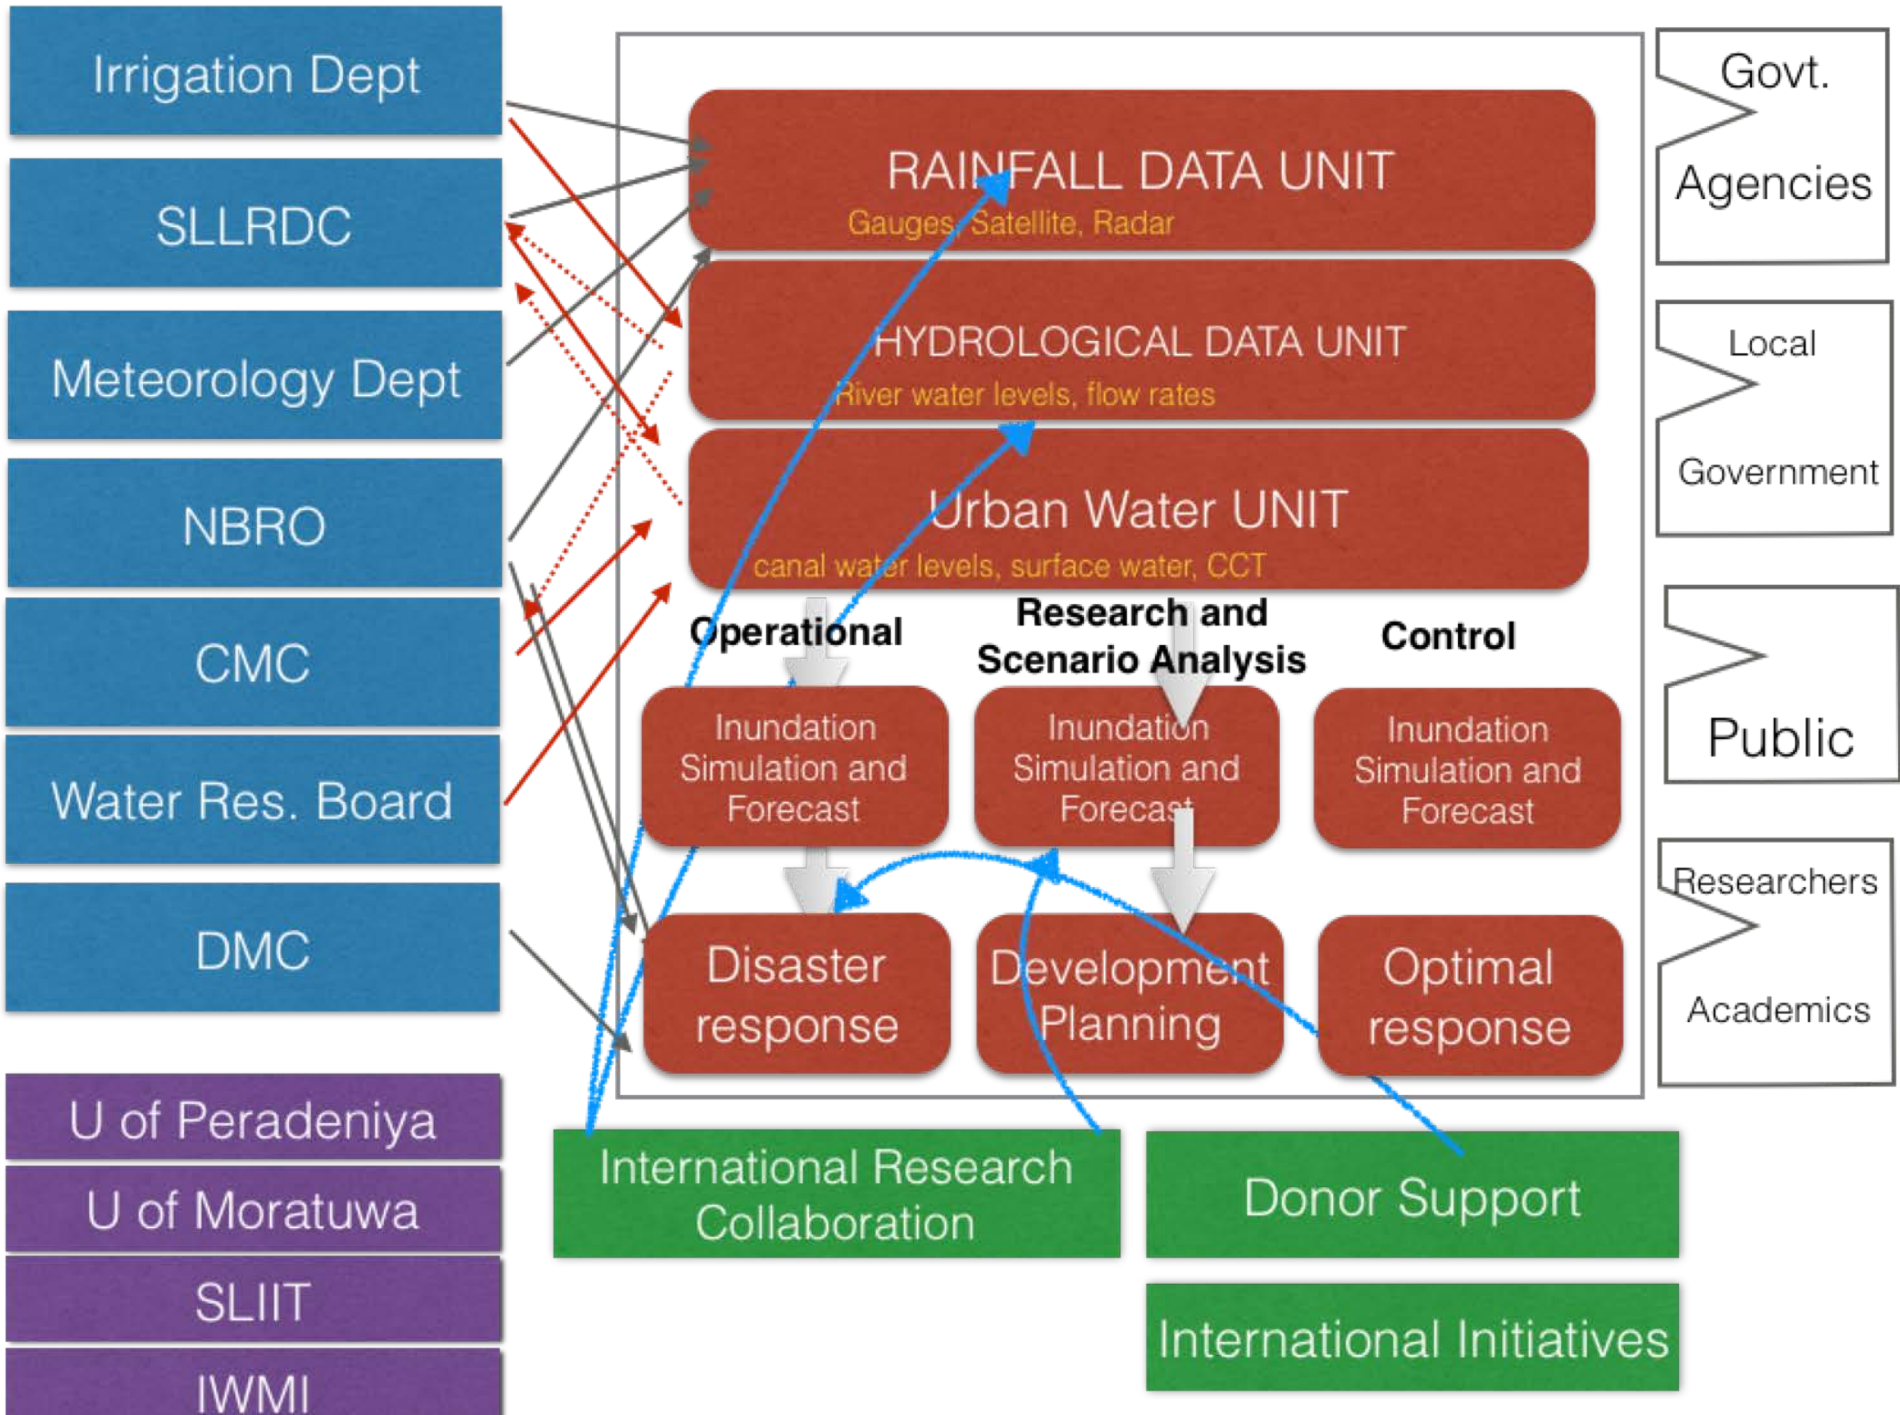 Irrigation Dept
SLLRDC
Meteorology Dept
NBRO
CMC
Water Res. Board
DMC
U of Peradeniya
U of Moratuwa
SLIIT
IWMI
RAINFALL DATA UNIT
Gauges, Satellite, Radar
HYDROLOGICAL DATA UNIT
River water levels, flow rates
Urban Water UNIT
canal water levels, surface water, CCT
Operational
Research and
Scenario Analysis
Control
Inundation
Simulation and
Forecast
Inundation
Simulation and
Forecast
Inundation
Simulation and
Forecast
Disaster
response
Development
Planning
Optimal
response
International Research
Collaboration
Donor Support
International Initiatives
Govt.
Agencies
Local
Government
Public
Researchers
Academics